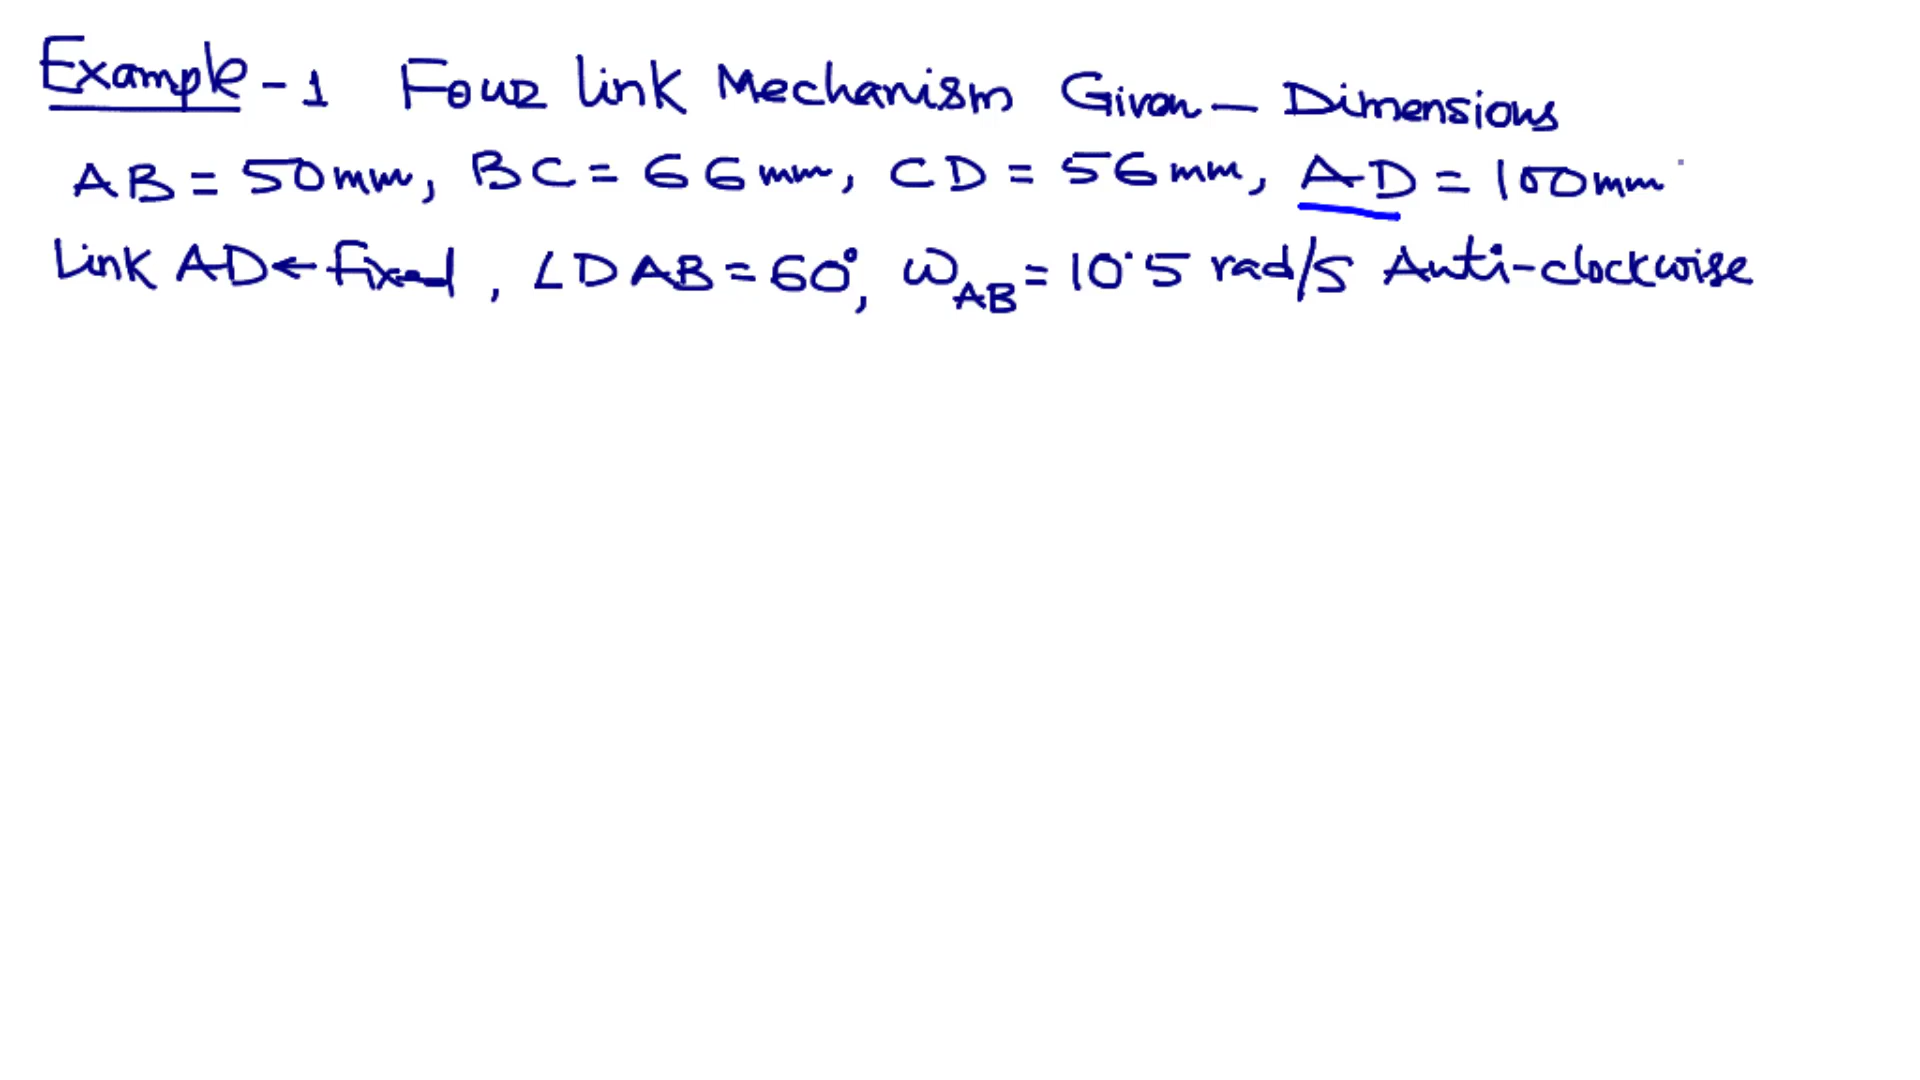 Example - 1 Four Link Mechanism Given - Dimensions
AB = 50mm, BC = 66mm, CD = 56mm, AD = 100mm
Link AD ← fixed, ∠DAB = 60°, ω_AB = 10.5 rad/s Anti-clockwise